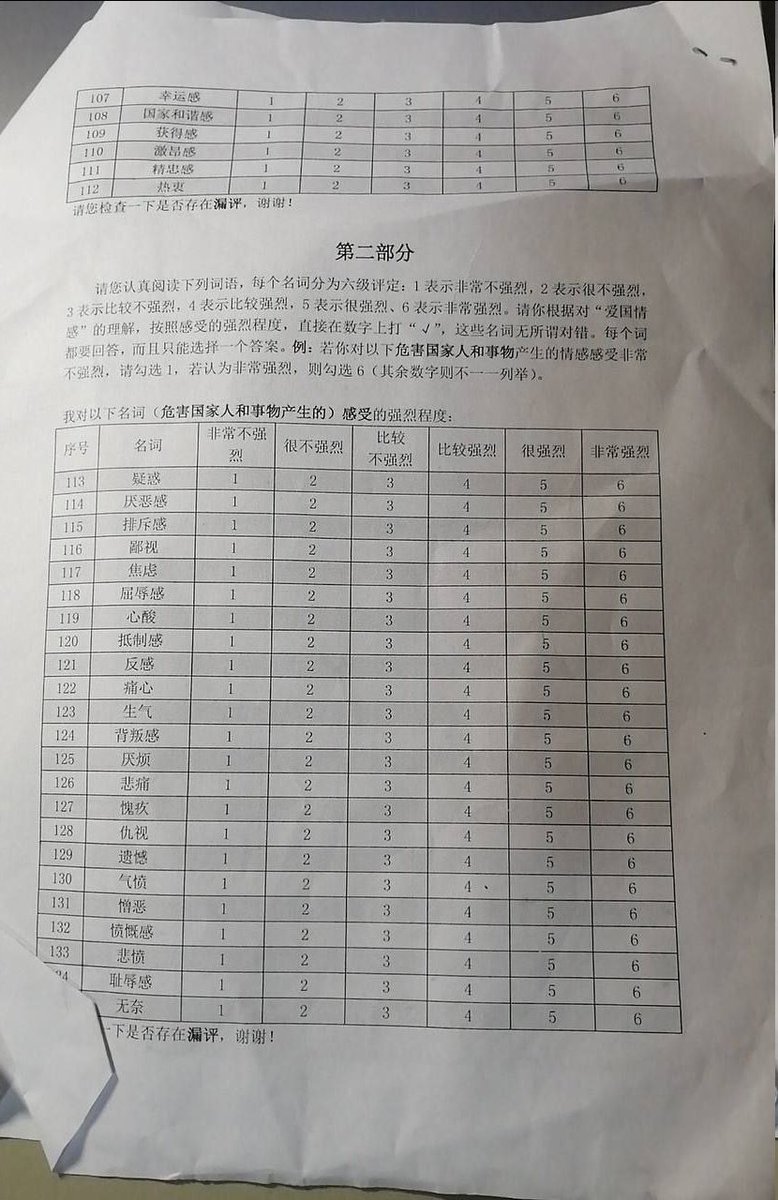 107 幸运感 1 2 3 4 5 6
108 国家和谐感 1 2 3 4 5 6
109 获得感 1 2 3 4 5 6
110 激昂感 1 2 3 4 5 6
111 精忠感 1 2 3 4 5 6
112 热衷 1 2 3 4 5 6
请您检查一下是否存在漏评，谢谢！
第二部分
请您认真阅读下列词语，每个名词分为六级评定：1 表示非常不强烈，2 表示很不强烈，
3 表示比较不强烈，4 表示比较强烈，5 表示很强烈、6 表示非常强烈。请你根据对“爱国情
感”的理解，按照感受的强烈程度，直接在数字上打“√”，这些名词无所谓对错。每个词
都要回答，而且只能选择一个答案。例：若你对以下危害国家人和事物产生的情感感受非常
不强烈，请勾选 1，若认为非常强烈，则勾选 6（其余数字则不一一列举）。
我对以下名词（危害国家人和事物产生的）感受的强烈程度：
序号 名词 非常不强烈 很不强烈 比较不强烈 比较强烈 很强烈 非常强烈
113 疑惑 1 2 3 4 5 6
114 厌恶感 1 2 3 4 5 6
115 排斥感 1 2 3 4 5 6
116 鄙视 1 2 3 4 5 6
117 焦虑 1 2 3 4 5 6
118 屈辱感 1 2 3 4 5 6
119 心酸 1 2 3 4 5 6
120 抵制感 1 2 3 4 5 6
121 反感 1 2 3 4 5 6
122 痛心 1 2 3 4 5 6
123 生气 1 2 3 4 5 6
124 背叛感 1 2 3 4 5 6
125 厌烦 1 2 3 4 5 6
126 悲痛 1 2 3 4 5 6
127 愧疚 1 2 3 4 5 6
128 仇视 1 2 3 4 5 6
129 遗憾 1 2 3 4 5 6
130 气愤 1 2 3 4 5 6
131 憎恶 1 2 3 4 5 6
132 愤慨感 1 2 3 4 5 6
133 悲愤 1 2 3 4 5 6
耻辱感 1 2 3 4 5 6
无奈 1 2 3 4 5 6
一下是否存在漏评，谢谢！